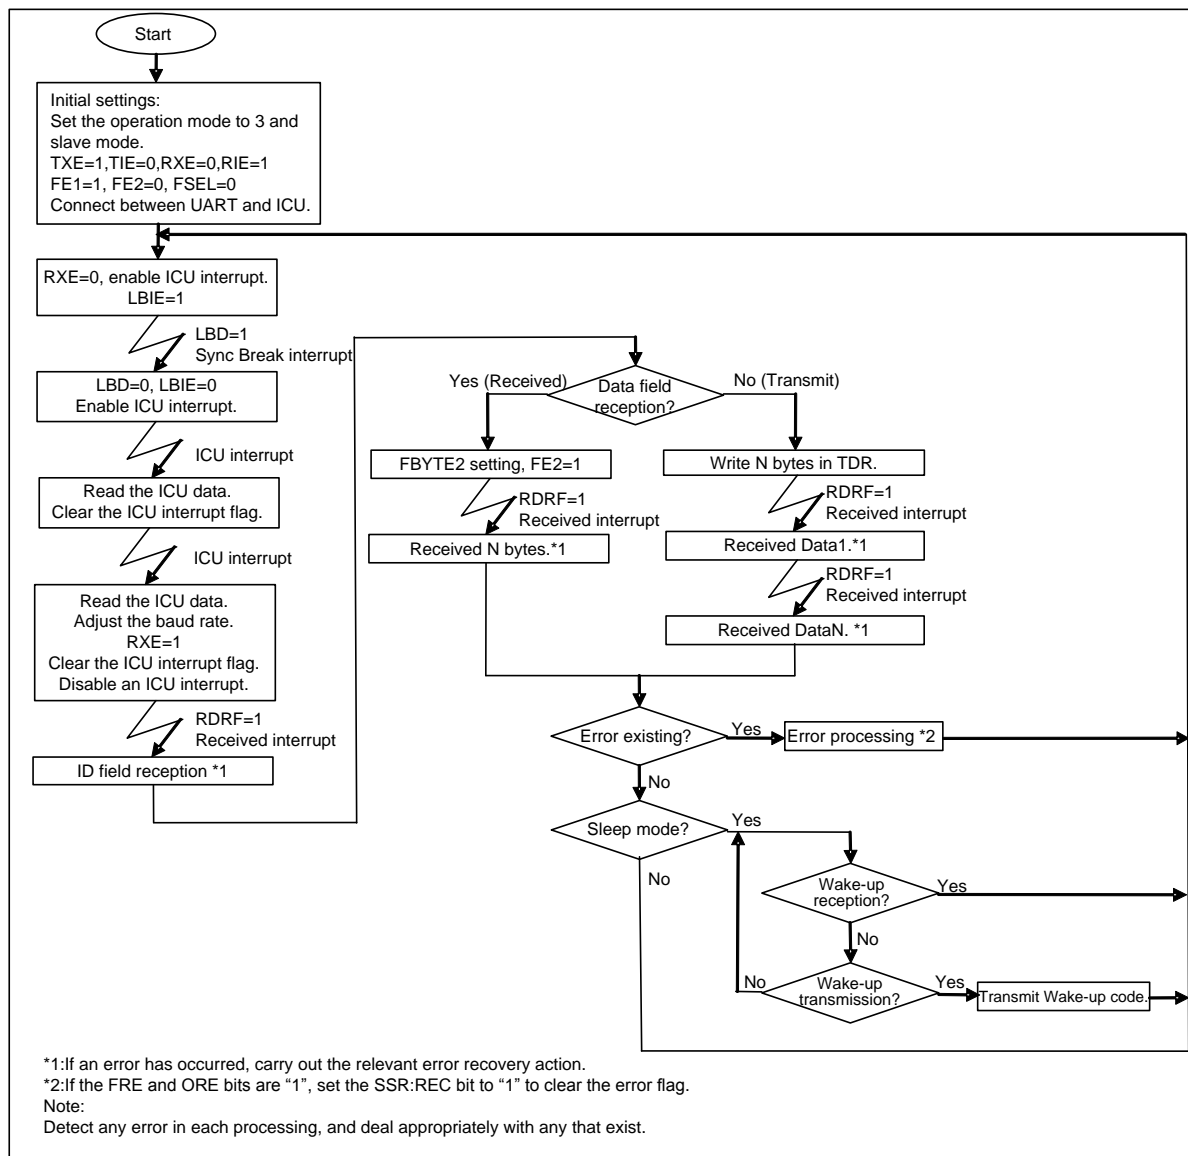 Start
Initial settings:
Set the operation mode to 3 and
slave mode.
TXE=1,TIE=0,RXE=0,RIE=1
FE1=1, FE2=0, FSEL=0
Connect between UART and ICU.
RXE=0, enable ICU interrupt.
LBIE=1
LBD=1
Sync Break interrupt
LBD=0, LBIE=0
Enable ICU interrupt.
ICU interrupt
Read the ICU data.
Clear the ICU interrupt flag.
ICU interrupt
Read the ICU data.
Adjust the baud rate.
RXE=1
Clear the ICU interrupt flag.
Disable an ICU interrupt.
RDRF=1
Received interrupt
ID field reception *1
Data field
reception?
Yes (Received)
No (Transmit)
FBYTE2 setting, FE2=1
RDRF=1
Received interrupt
Received N bytes.*1
Write N bytes in TDR.
RDRF=1
Received interrupt
Received Data1.*1
RDRF=1
Received interrupt
Received DataN. *1
Error existing?
Yes
Error processing *2
No
Sleep mode?
Yes
No
Wake-up
reception?
Yes
No
Wake-up
transmission?
No
Yes
Transmit Wake-up code.
*1:If an error has occurred, carry out the relevant error recovery action.
*2:If the FRE and ORE bits are “1”, set the SSR:REC bit to “1” to clear the error flag.
Note:
Detect any error in each processing, and deal appropriately with any that exist.